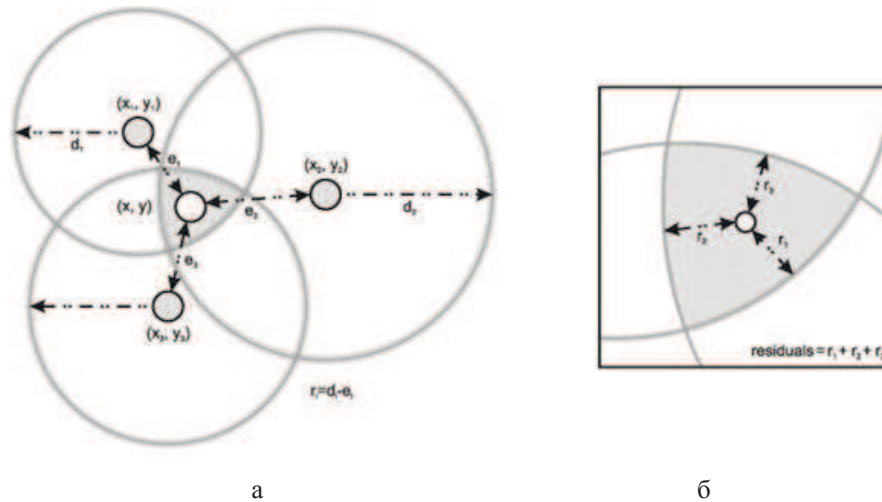 (x₁, y₁)
d₁
e₁
(x₂, y₂)
(x, y)
e₂
d₂
e₃
(x₃, y₃)
rᵢ=dᵢ-eᵢ
r₃
r₂
r₁
residuals=r₁+r₃+r
а
б